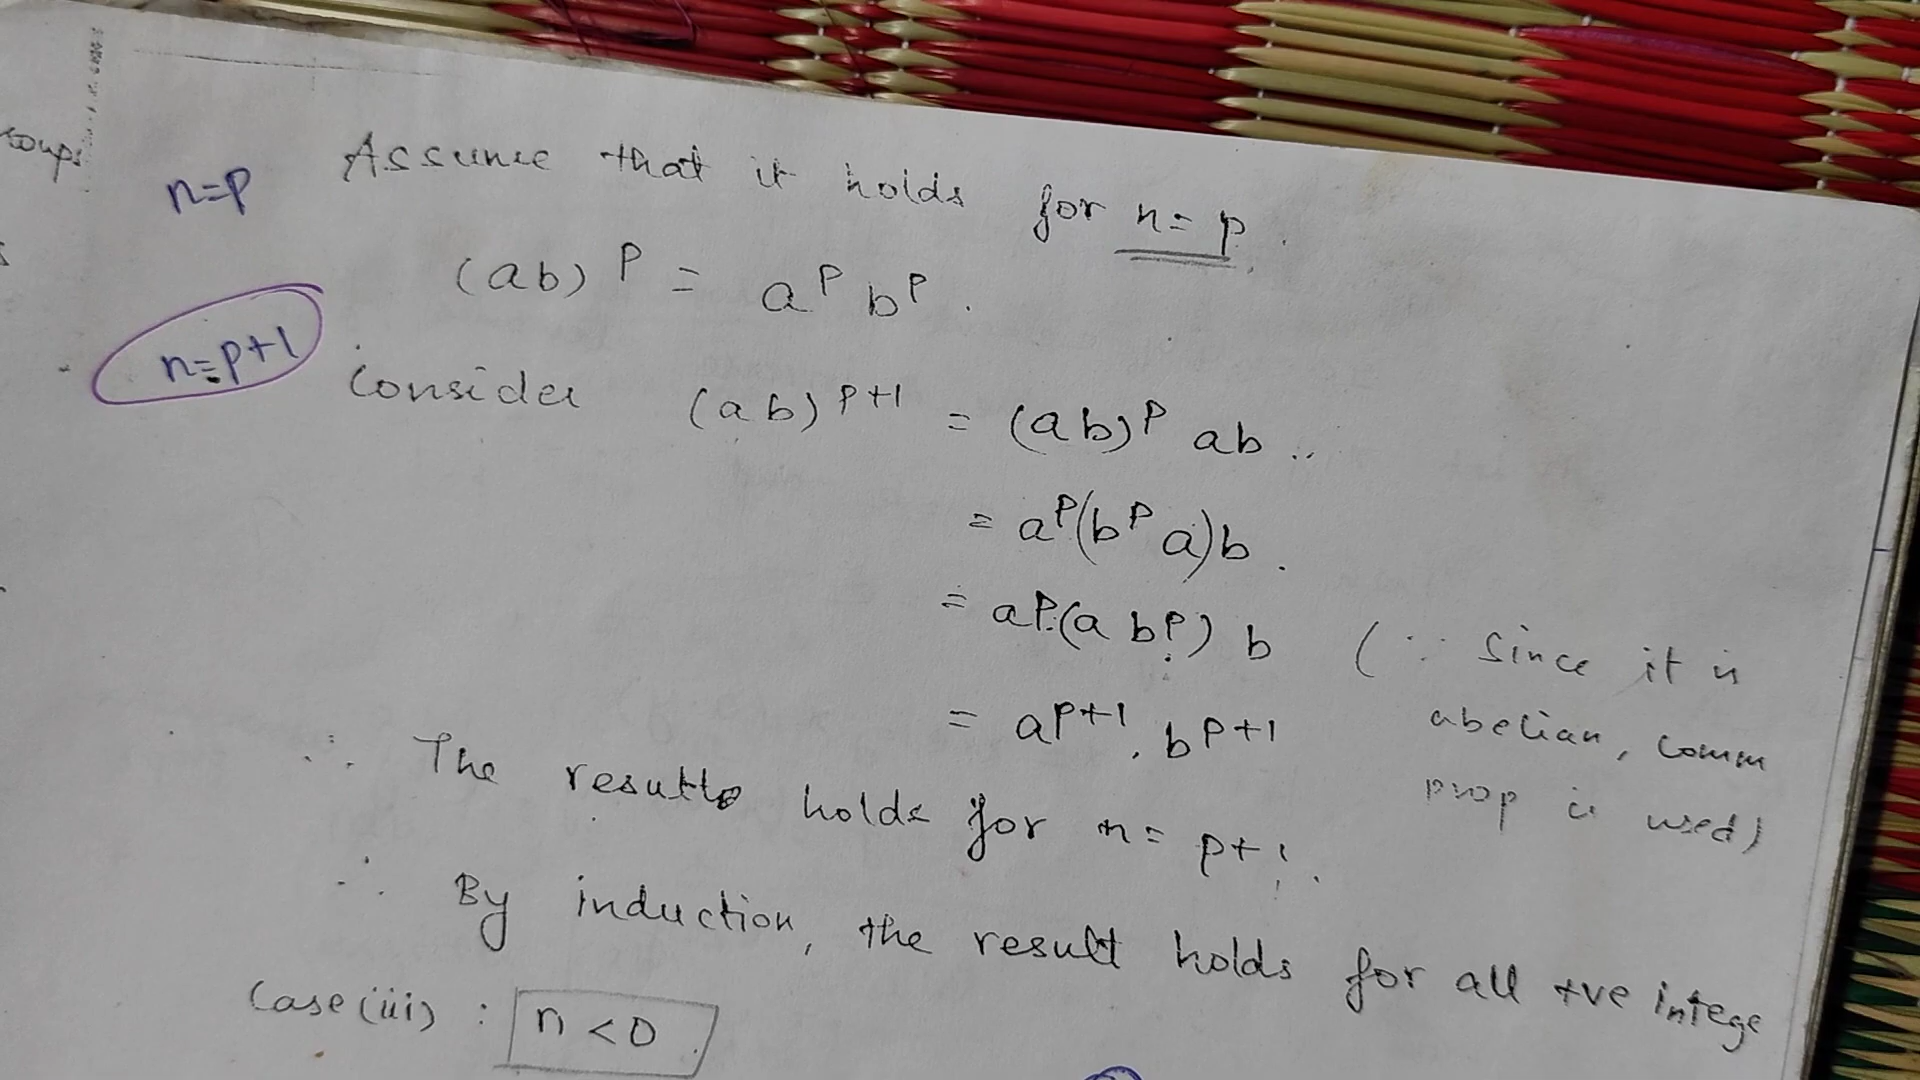 n=p Assume that it holds for n=p.
(ab)^p = a^p b^p.
n=p+1 Consider (ab)^{p+1} = (ab)^p ab ..
= a^p(b^p a)b.
= a^p.(a b^p) b (∵ Since it is
= a^{p+1}. b^{p+1} abelian, comm
prop is used)
∴ The results holds for n= p+1.
∴ By induction, the result holds for all +ve intege
Case (iii) : n<0